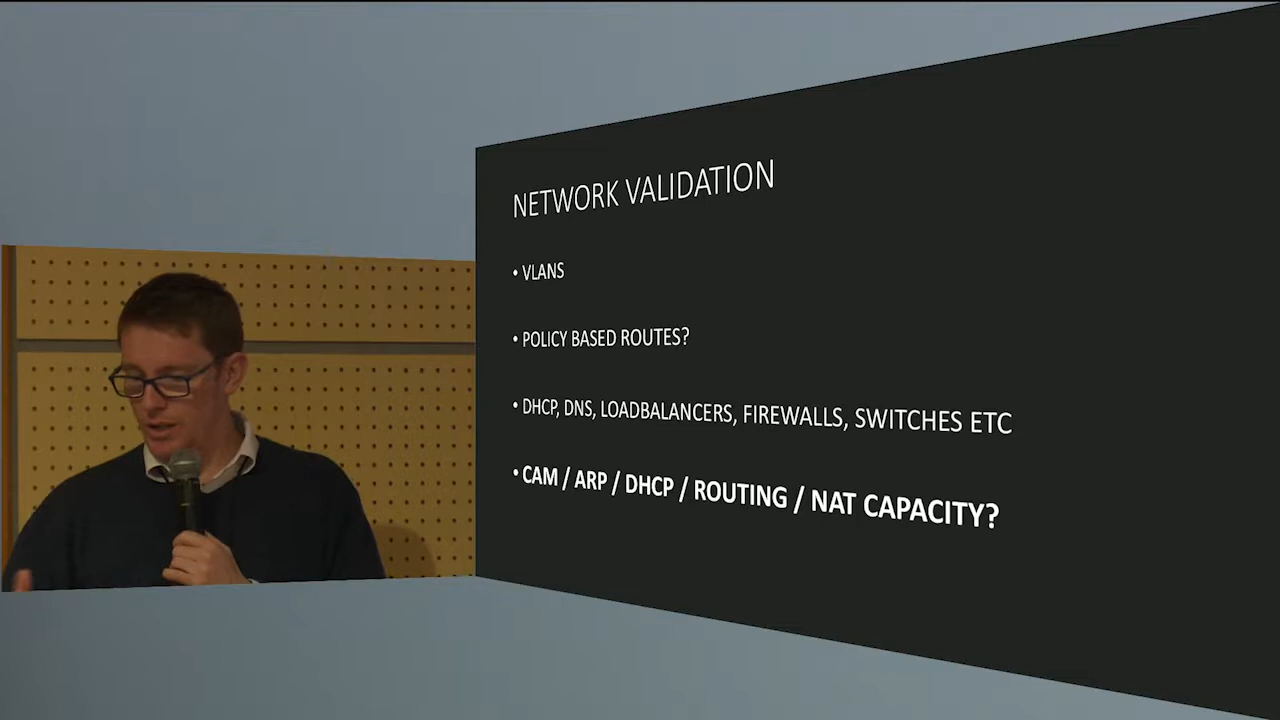 NETWORK VALIDATION
• VLANS
• POLICY BASED ROUTES?
• DHCP, DNS, LOADBALANCERS, FIREWALLS, SWITCHES ETC
• CAM / ARP / DHCP / ROUTING / NAT CAPACITY?